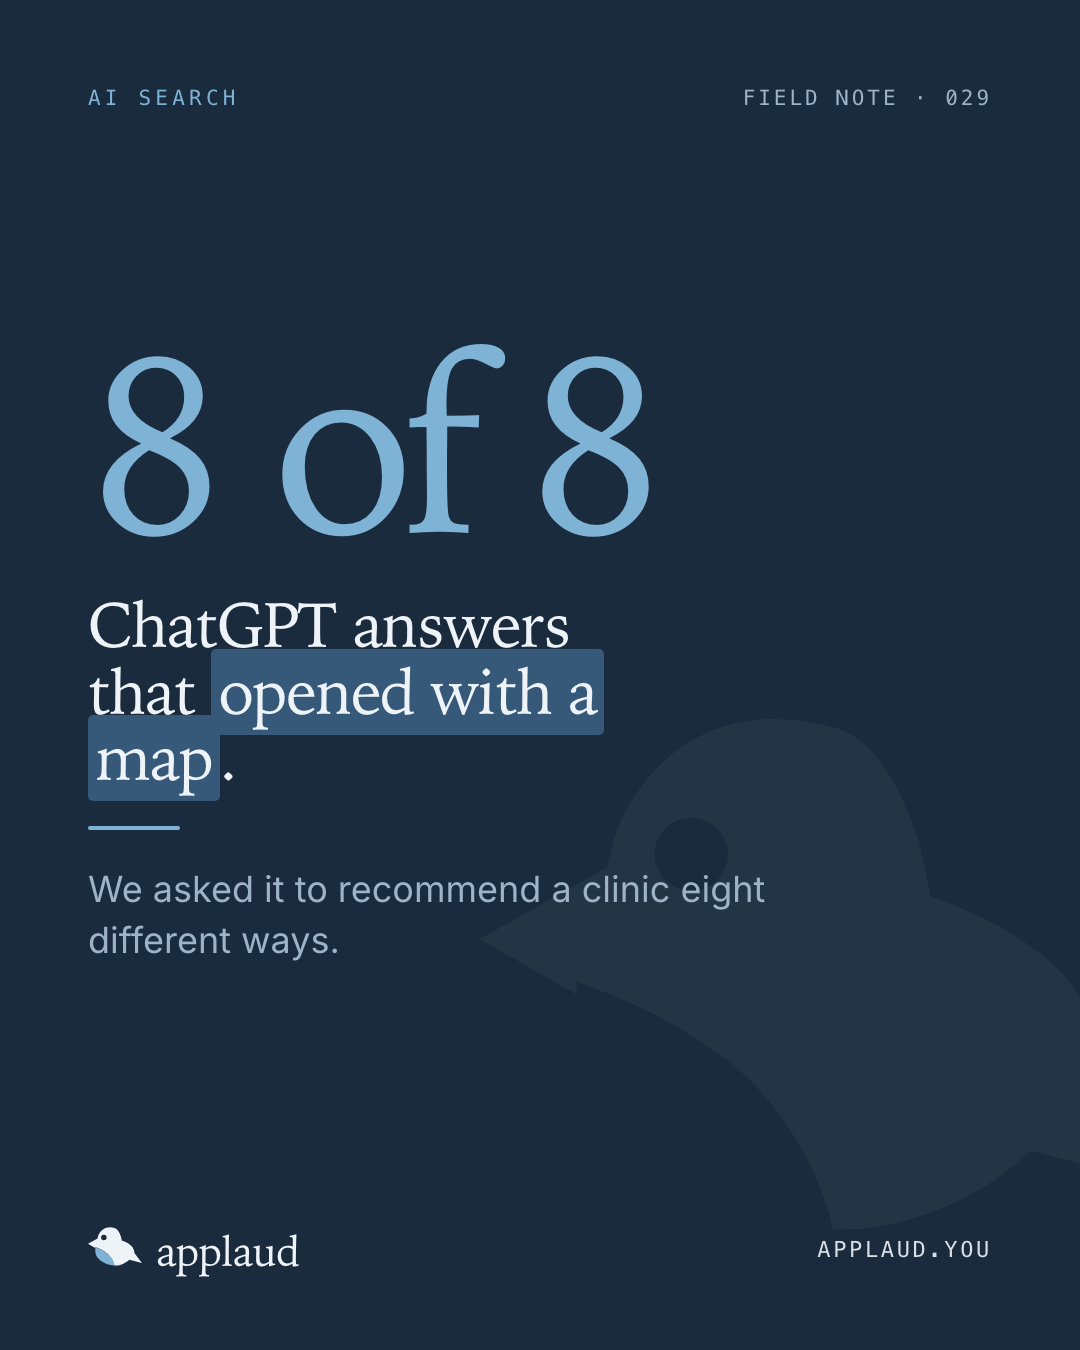 AI SEARCH
FIELD NOTE · 029
8 of 8
ChatGPT answers
that opened with a
map.
We asked it to recommend a clinic eight
different ways.
applaud
APPLAUD.YOU